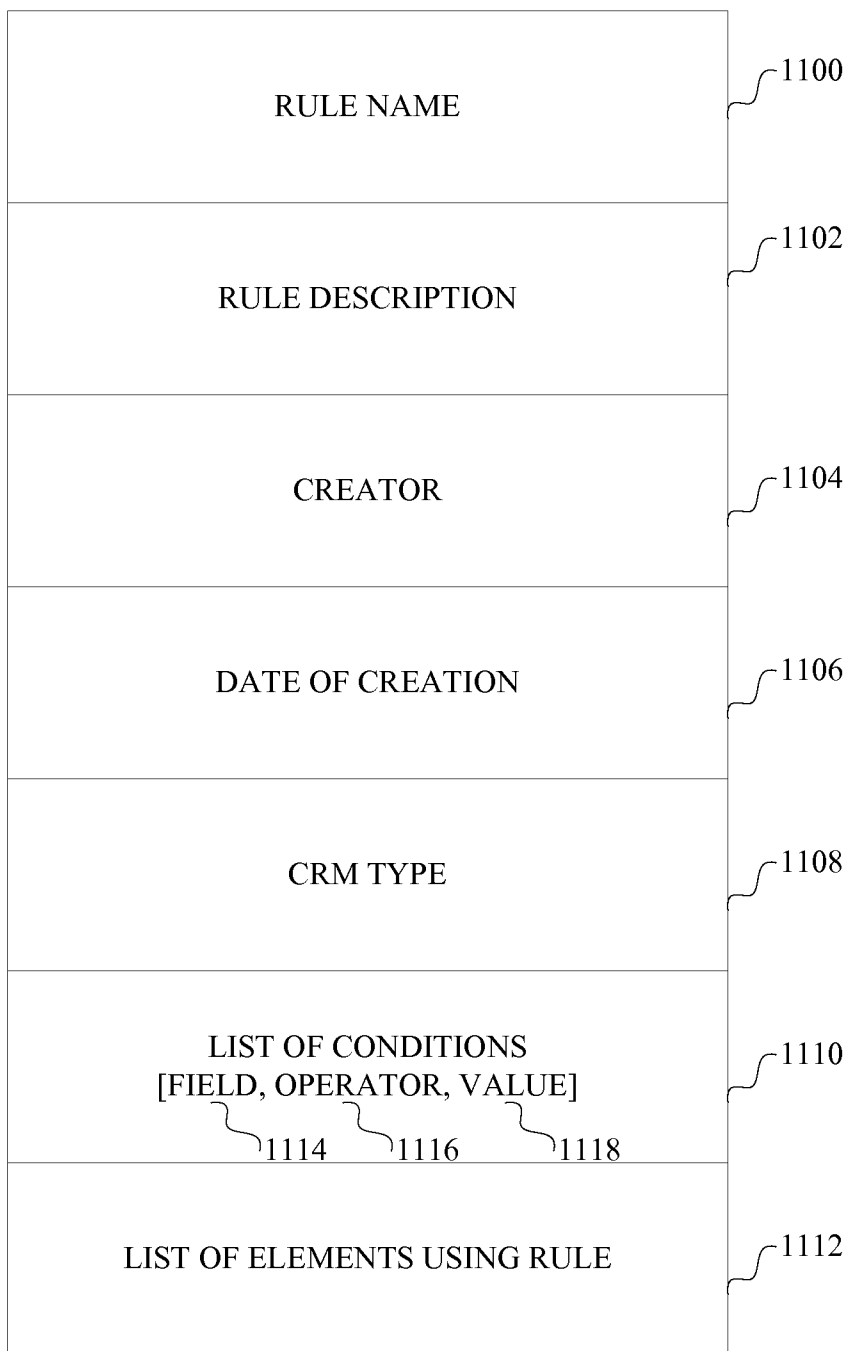 RULE NAME
1100
RULE DESCRIPTION
1102
CREATOR
1104
DATE OF CREATION
1106
CRM TYPE
1108
LIST OF CONDITIONS
[FIELD, OPERATOR, VALUE]
1110
1114 1116 1118
LIST OF ELEMENTS USING RULE
1112